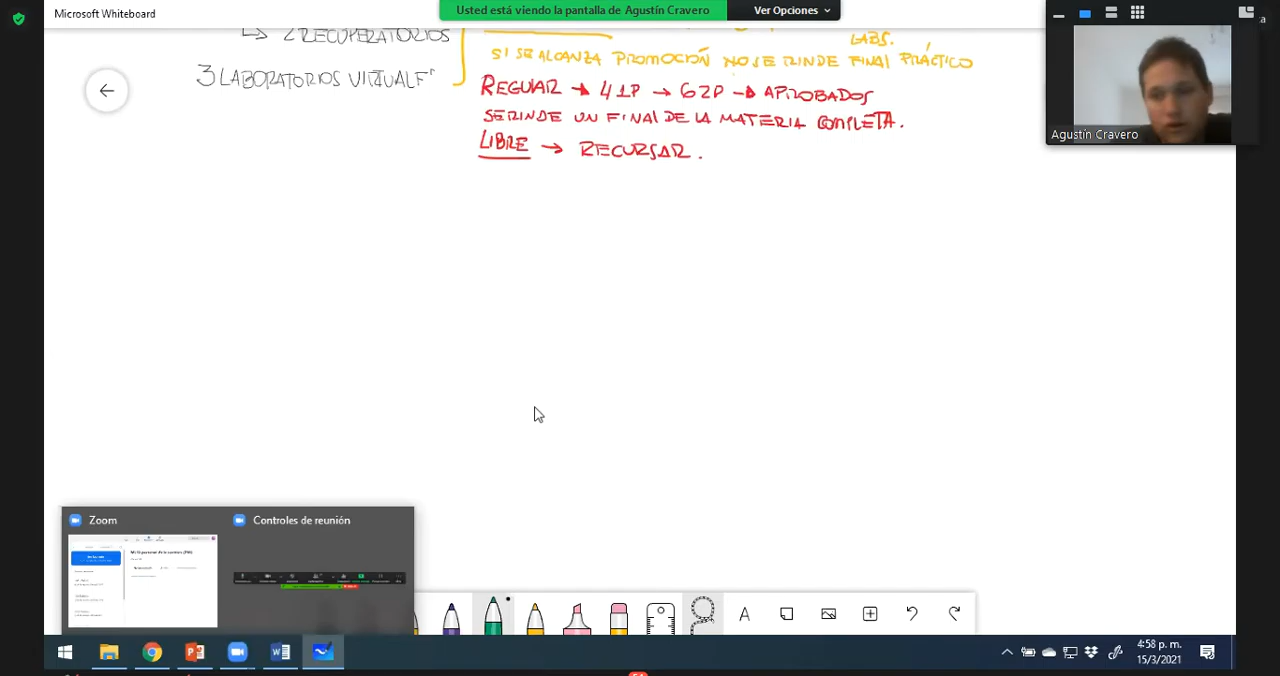 Microsoft Whiteboard
Usted está viendo la pantalla de Agustín Cravero
Ver Opciones
2 RECUPERATORIOS
LABS.
SI SE ALCANZA PROMOCIÓN NO SE RINDE FINAL PRÁCTICO
3 LABORATORIOS VIRTUALE
REGULAR → 4 1P → 6 2P → APROBADOS
SE RINDE UN FINAL DE LA MATERIA COMPLETA.
LIBRE → RECURSAR.
Agustín Cravero
Zoom
Controles de reunión
4:58 p. m.
15/3/2021